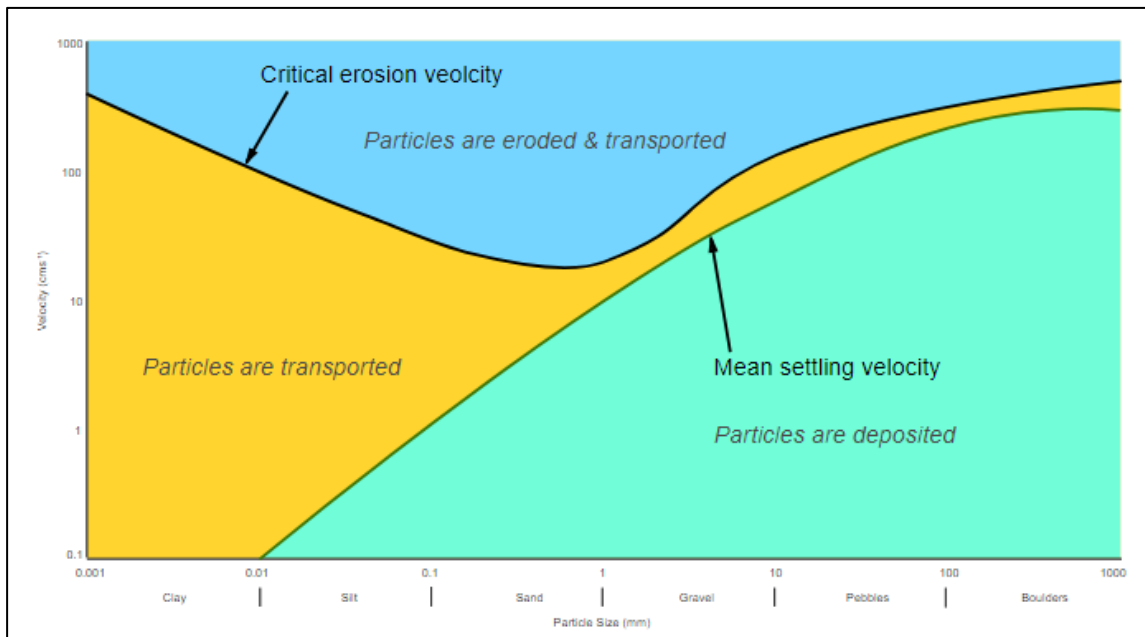 1000
Critical erosion veolcity
Particles are eroded & transported
100
Velocity (cms⁻¹)
10
Particles are transported
Mean settling velocity
1
Particles are deposited
0.1
0.001 0.01 0.1 1 10 100 1000
Clay Silt Sand Gravel Pebbles Boulders
Particle Size (mm)